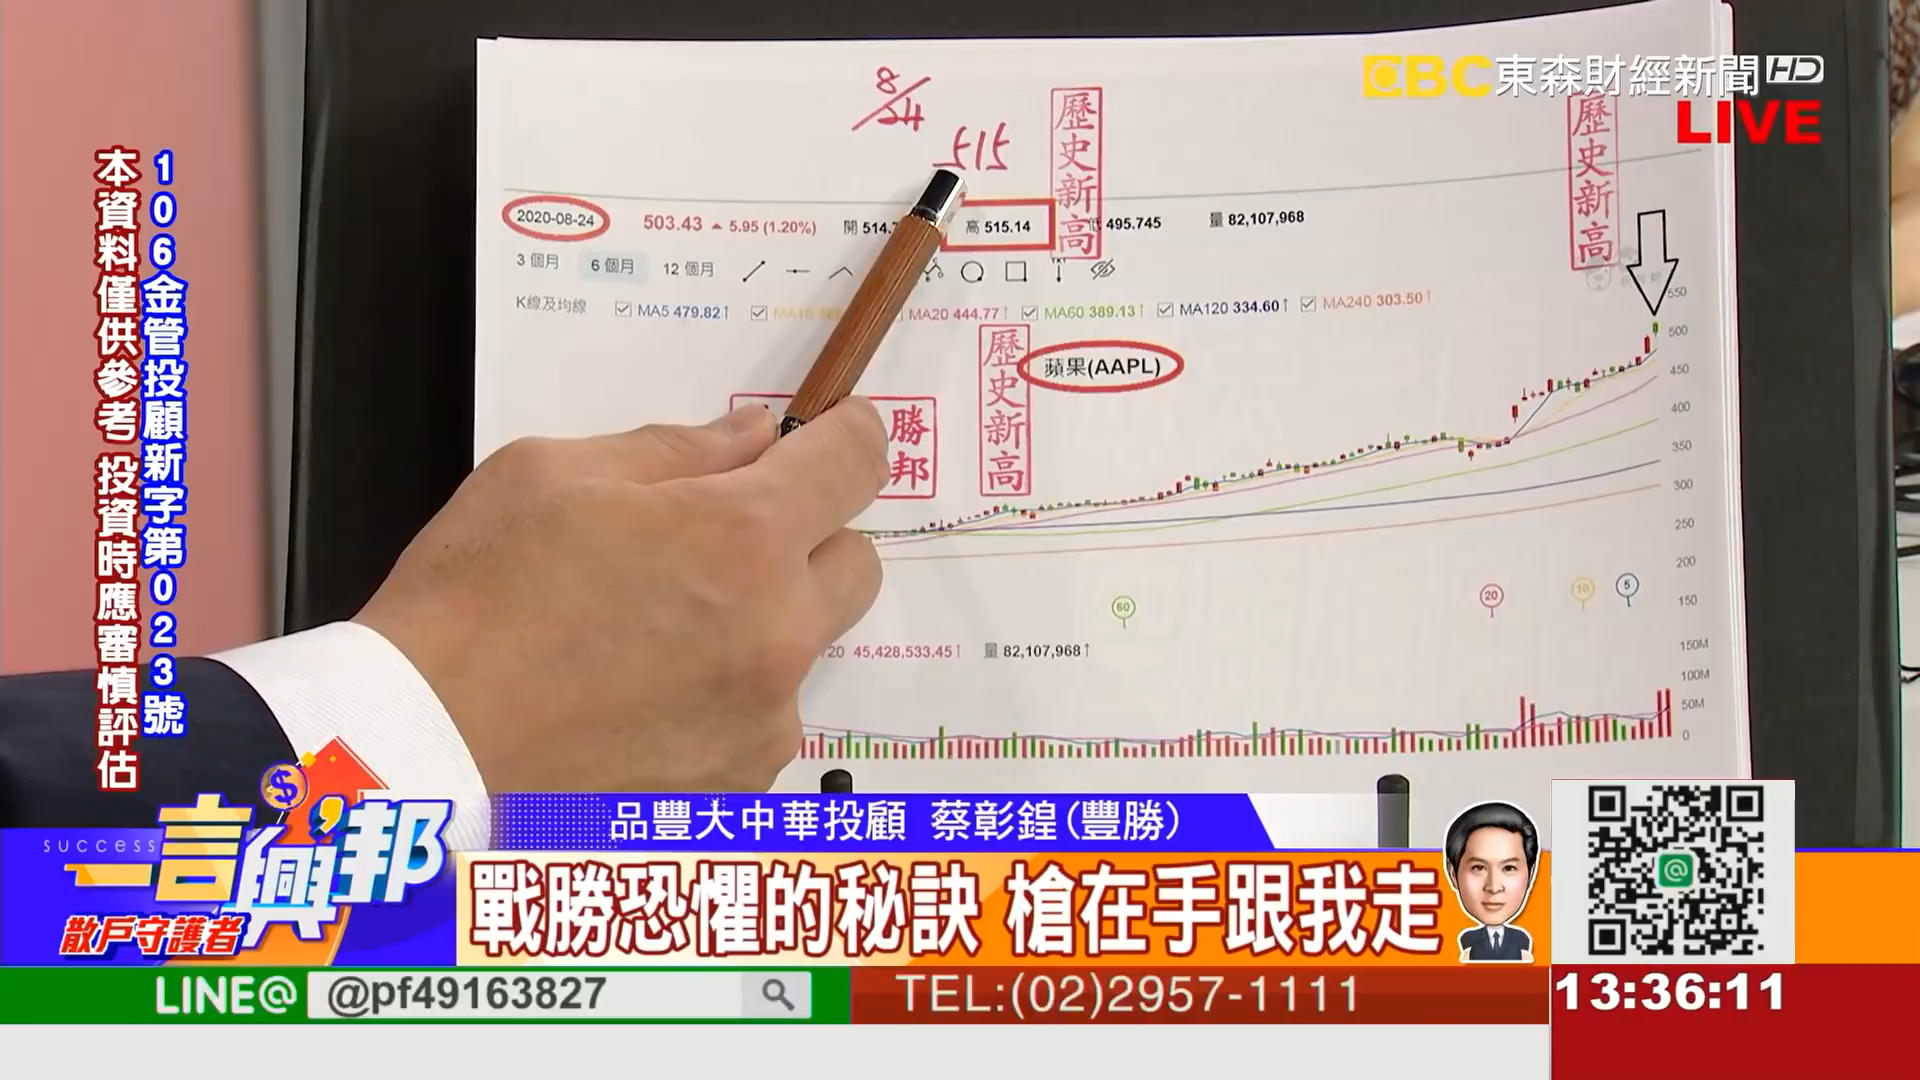 EBC東森財經新聞HD
LIVE
106金管投顧新字第023號
本資料僅供參考 投資時應審慎評估
8/24
515
歷史新高
歷史新高
2020-08-24 503.43 ▲ 5.95 (1.20%) 開 514. 高 515.14 低 495.745 量 82,107,968
3 個月 6 個月 12 個月
K線及均線 MA5 479.82↑ MA20 444.77↑ MA60 389.13↑ MA120 334.60↑ MA240 303.50↑
歷史新高
蘋果(AAPL)
勝
邦
550
500
450
400
350
300
250
200
150
60
20
10
5
20 45,428,533.45↑ 量 82,107,968↑
150M
100M
50M
0
success
一言興邦
散戶守護者
品豐大中華投顧 蔡彰鍠(豐勝)
戰勝恐懼的秘訣 槍在手跟我走
LINE@ @pf49163827
TEL:(02)2957-1111
13:36:11